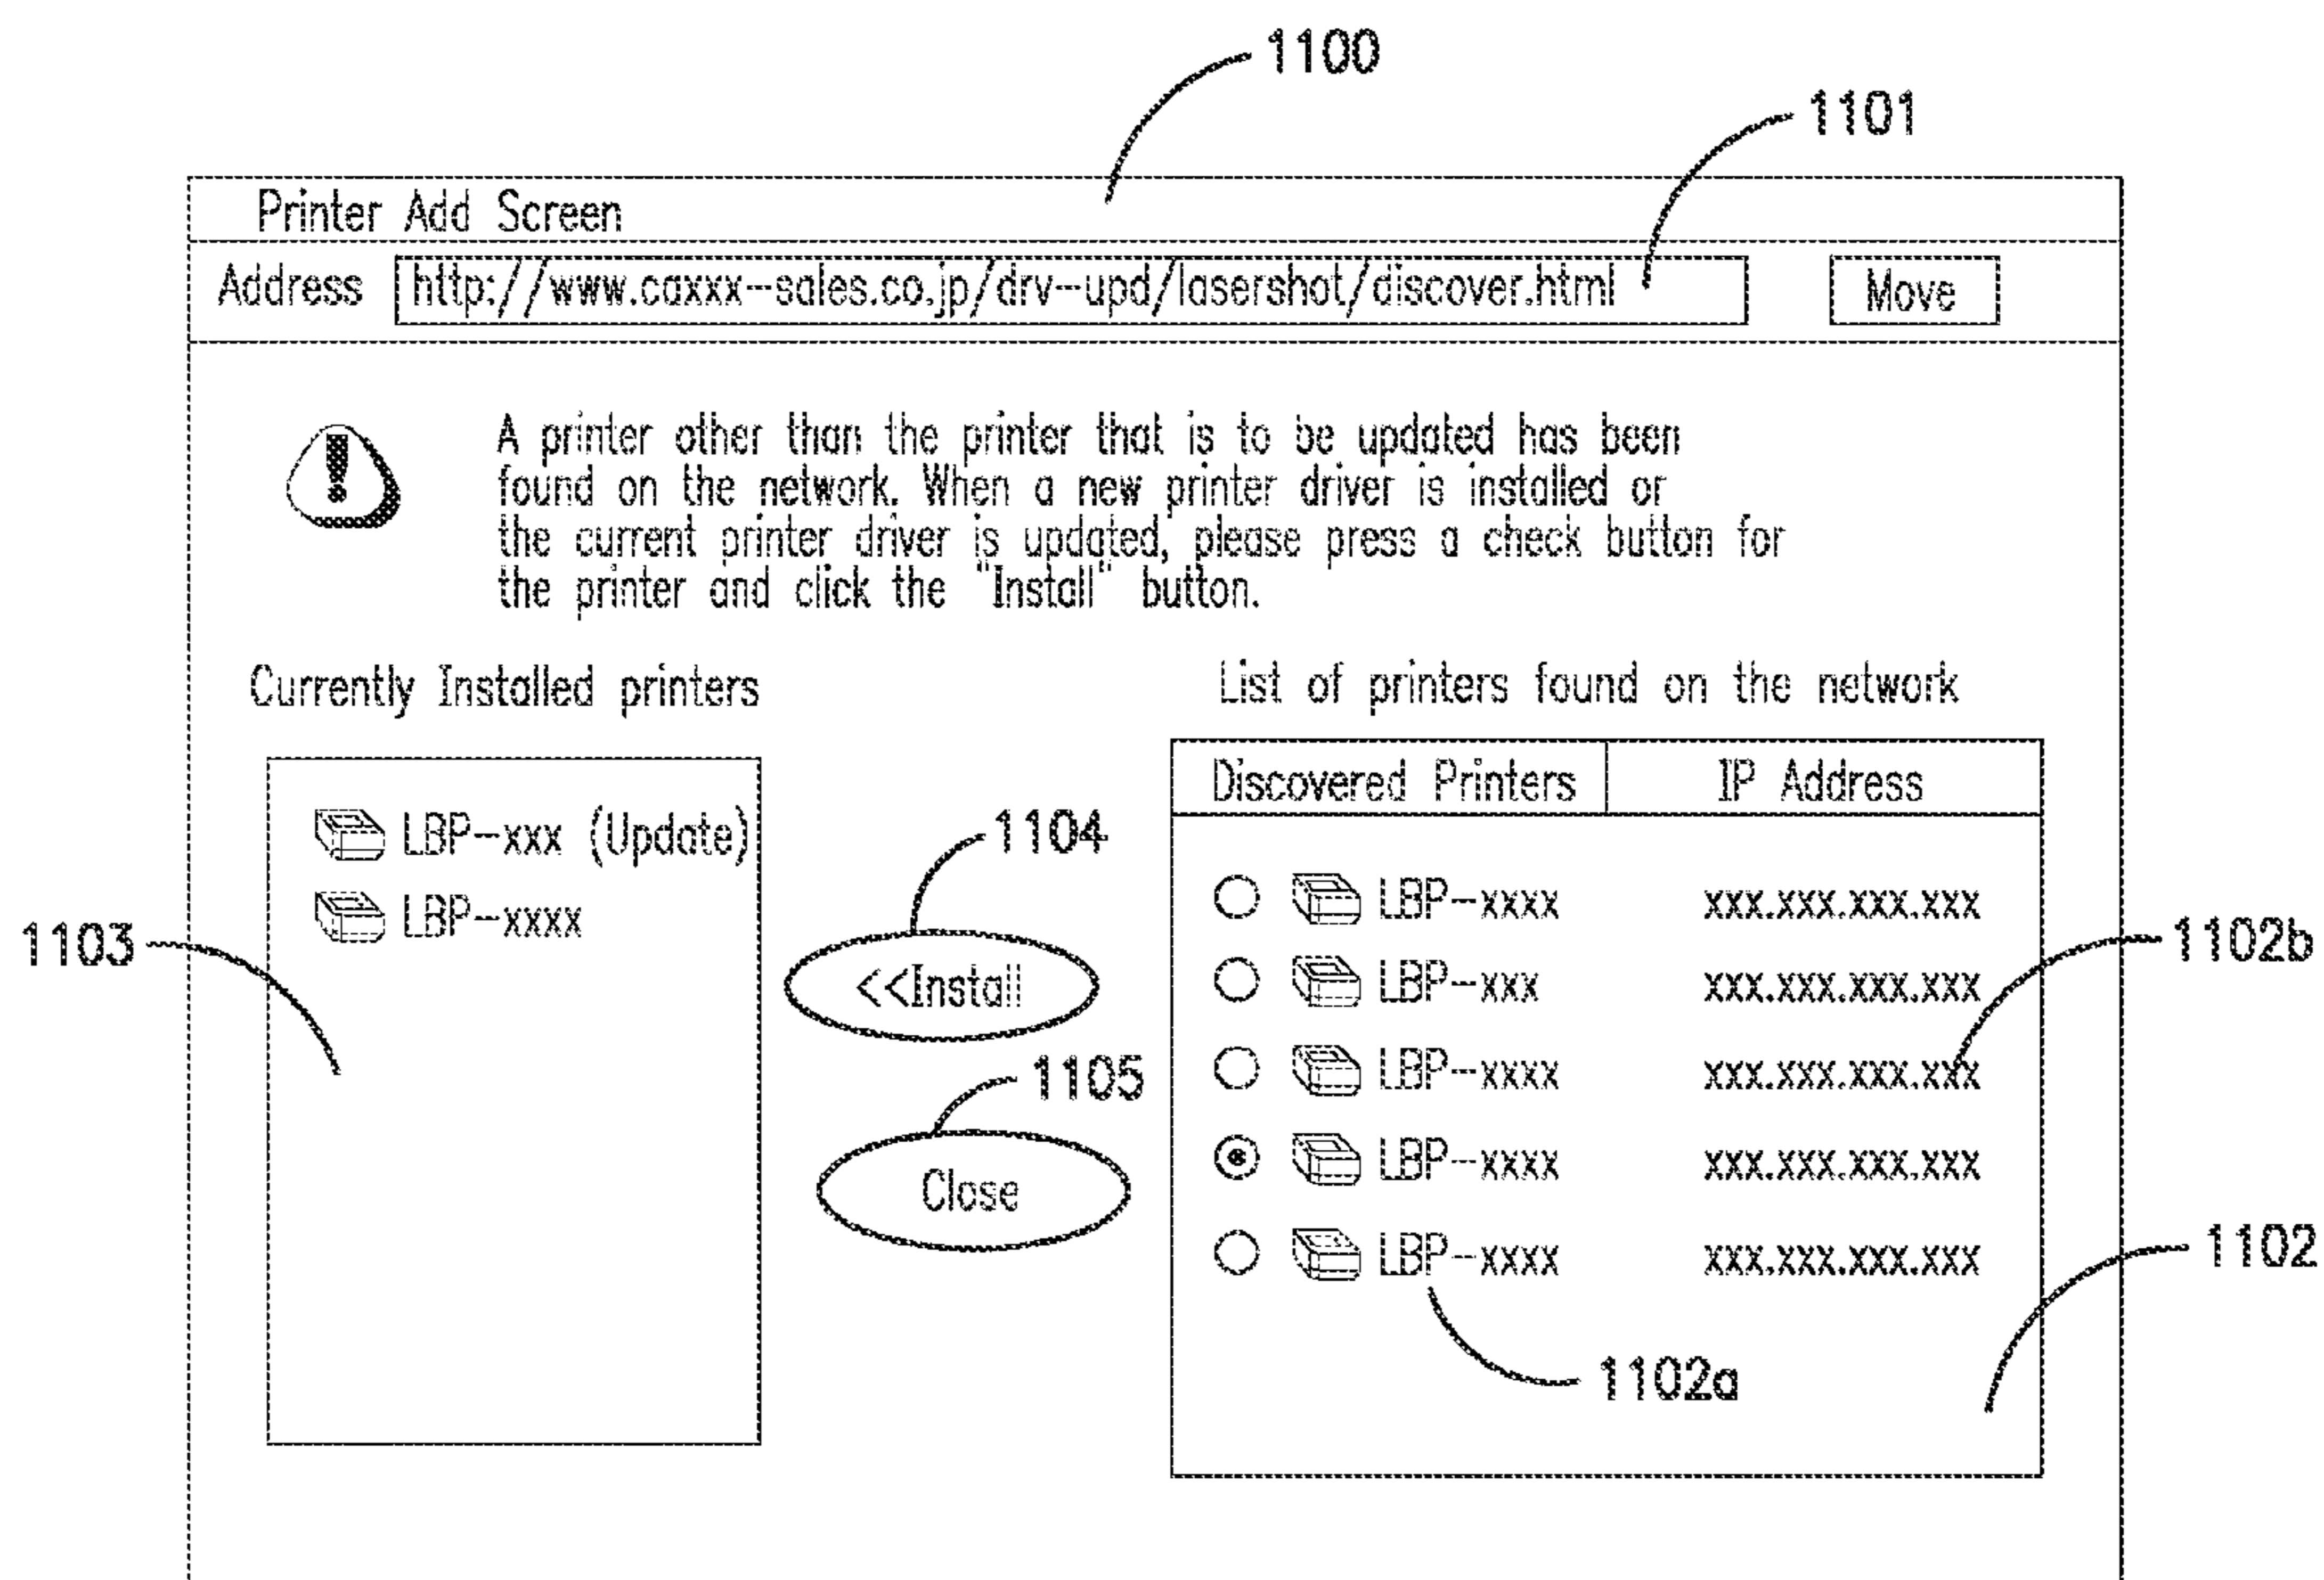 1100
1101
Printer Add Screen
Address http://www.caxxx-sales.co.jp/drv-upd/lasershot/discover.html Move
A printer other than the printer that is to be updated has been
found on the network. When a new printer driver is installed or
the current printer driver is updated, please press a check button for
the printer and click the "Install" button.
Currently Installed printers
LBP-xxx (Update)
LBP-xxxx
1103
1104
<<Install
1105
Close
List of printers found on the network
Discovered Printers IP Address
LBP-xxxx xxx.xxx.xxx.xxx
LBP-xxx xxx.xxx.xxx.xxx
LBP-xxxx xxx.xxx.xxx.xxx
LBP-xxxx xxx.xxx.xxx.xxx
LBP-xxxx xxx.xxx.xxx.xxx
1102b
1102
1102a